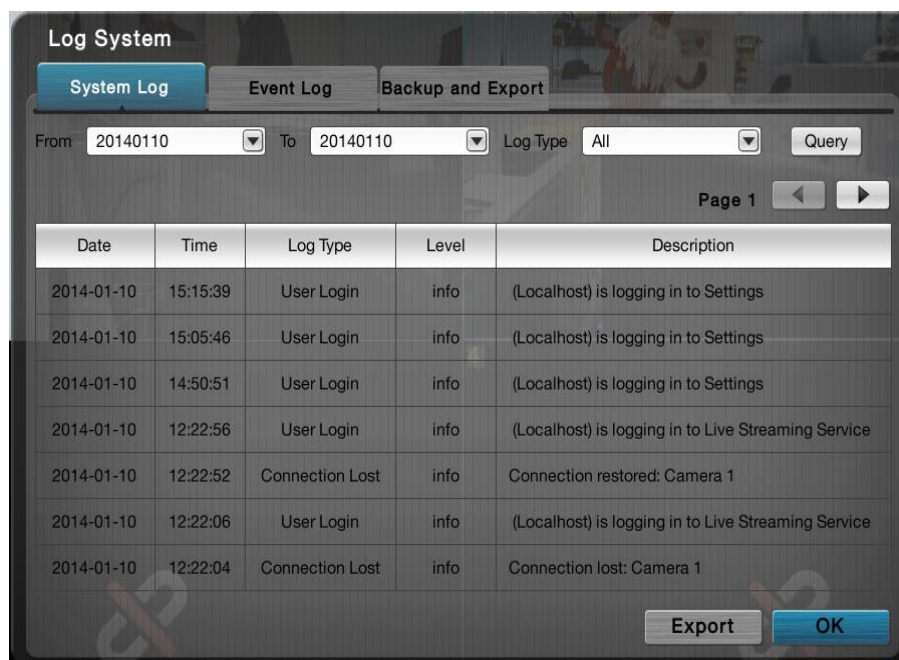 Log System
System Log Event Log Backup and Export
From 20140110 To 20140110 Log Type All Query
Page 1
Date Time Log Type Level Description
2014-01-10 15:15:39 User Login info (Localhost) is logging in to Settings
2014-01-10 15:05:46 User Login info (Localhost) is logging in to Settings
2014-01-10 14:50:51 User Login info (Localhost) is logging in to Settings
2014-01-10 12:22:56 User Login info (Localhost) is logging in to Live Streaming Service
2014-01-10 12:22:52 Connection Lost info Connection restored: Camera 1
2014-01-10 12:22:06 User Login info (Localhost) is logging in to Live Streaming Service
2014-01-10 12:22:04 Connection Lost info Connection lost: Camera 1
Export OK